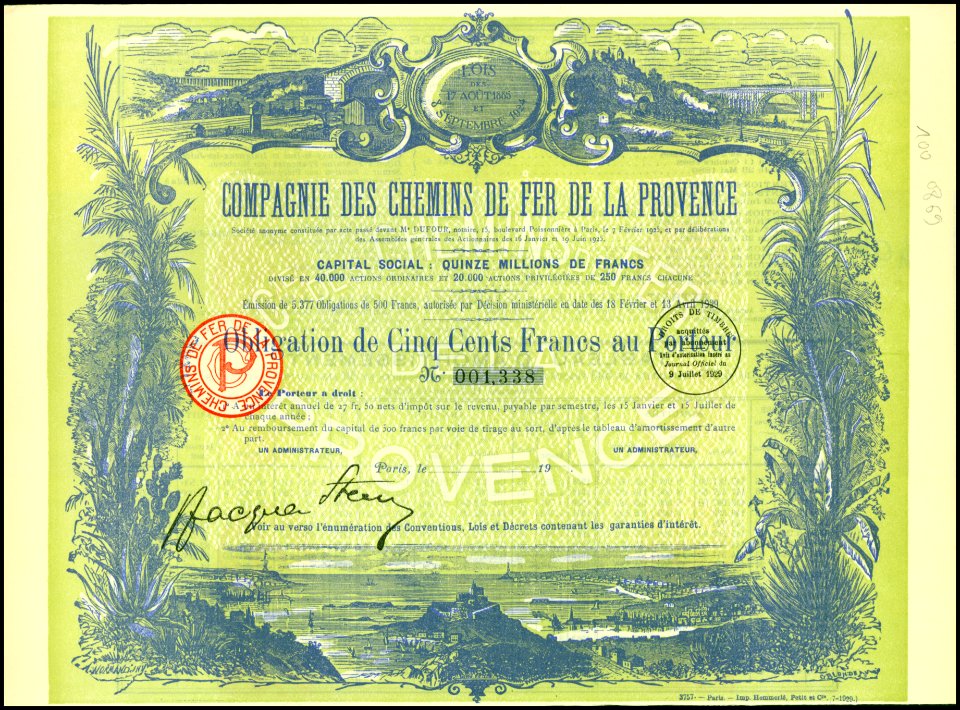 LOIS
DES
17 AOÛT 1885
ET
8 SEPTEMBRE 1924
COMPAGNIE DES CHEMINS DE FER DE LA PROVENCE
Société anonyme constituée par acte passé devant Me DUFOUR, notaire, 15, boulevard Poissonnière à Paris, le 7 Février 1925, et par délibérations
des Assemblées générales des Actionnaires des 16 Janvier et 19 Juin 1925.
CAPITAL SOCIAL : QUINZE MILLIONS DE FRANCS
DIVISÉ EN 40.000 ACTIONS ORDINAIRES ET 20.000 ACTIONS PRIVILÉGIÉES DE 250 FRANCS CHACUNE
Emission de 5.377 Obligations de 500 Francs, autorisée par Décision ministérielle en date des 18 Février et 13 Avril 1929
Obligation de Cinq Cents Francs au Porteur
N° 001,338
CHEMINS DE FER DE LA PROVENCE
DROITS DE TIMBRE
acquittés
par abonnement
Avis d'autorisation inséré au
Journal Officiel du
9 Juillet 1929
Le Porteur a droit :
1° A un intérêt annuel de 27 fr. 50 nets d'impôt sur le revenu, payable par semestre, les 15 Janvier et 15 Juillet de
chaque année ;
2° Au remboursement du capital de 500 francs par voie de tirage au sort, d'après le tableau d'amortissement d'autre
part.
UN ADMINISTRATEUR,
UN ADMINISTRATEUR,
Paris, le 19 .
PROVENCE
Jacques Stern
Voir au verso l'énumération des Conventions, Lois et Décrets contenant les garanties d'intérêt.
3757. — Paris. — Imp. Hemmerlé, Petit et Cie. 7-1929.)
100